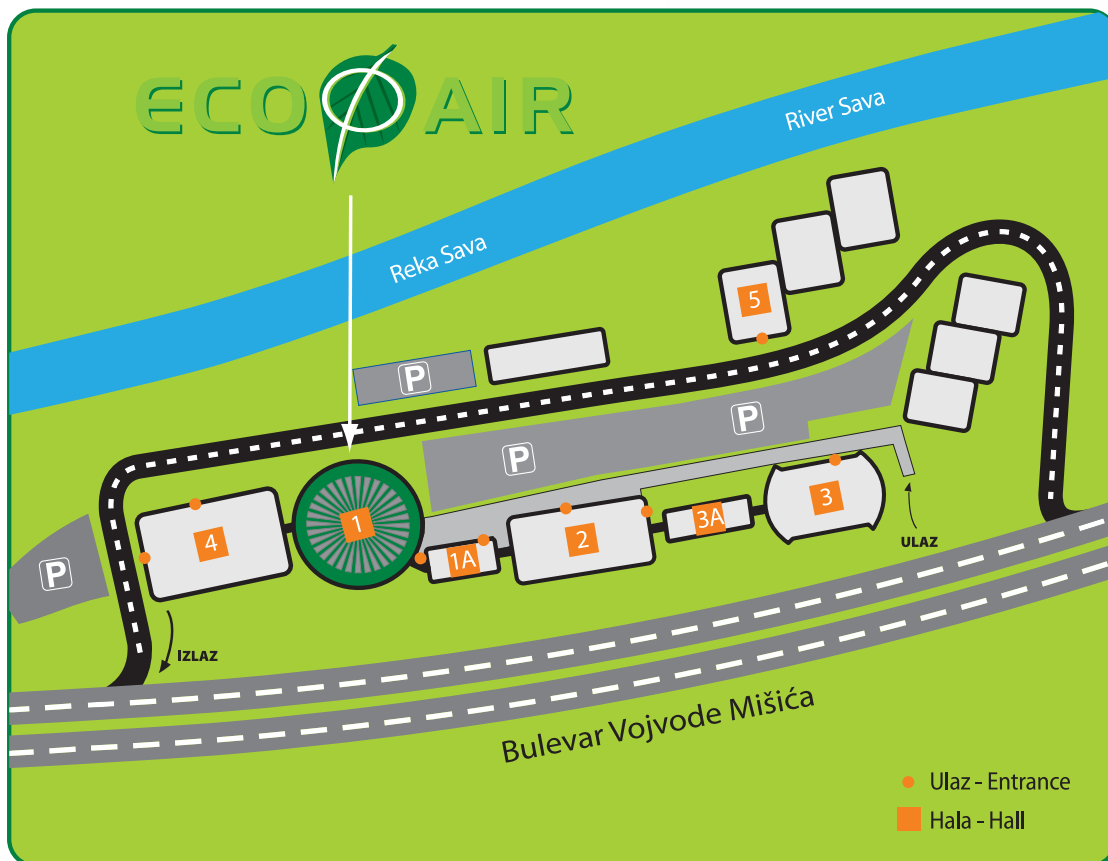 ECO AIR
River Sava
Reka Sava
5
P
P
P
3
3A
2
1
1A
4
P
ULAZ
IZLAZ
Bulevar Vojvode Mišića
Ulaz - Entrance
Hala - Hall